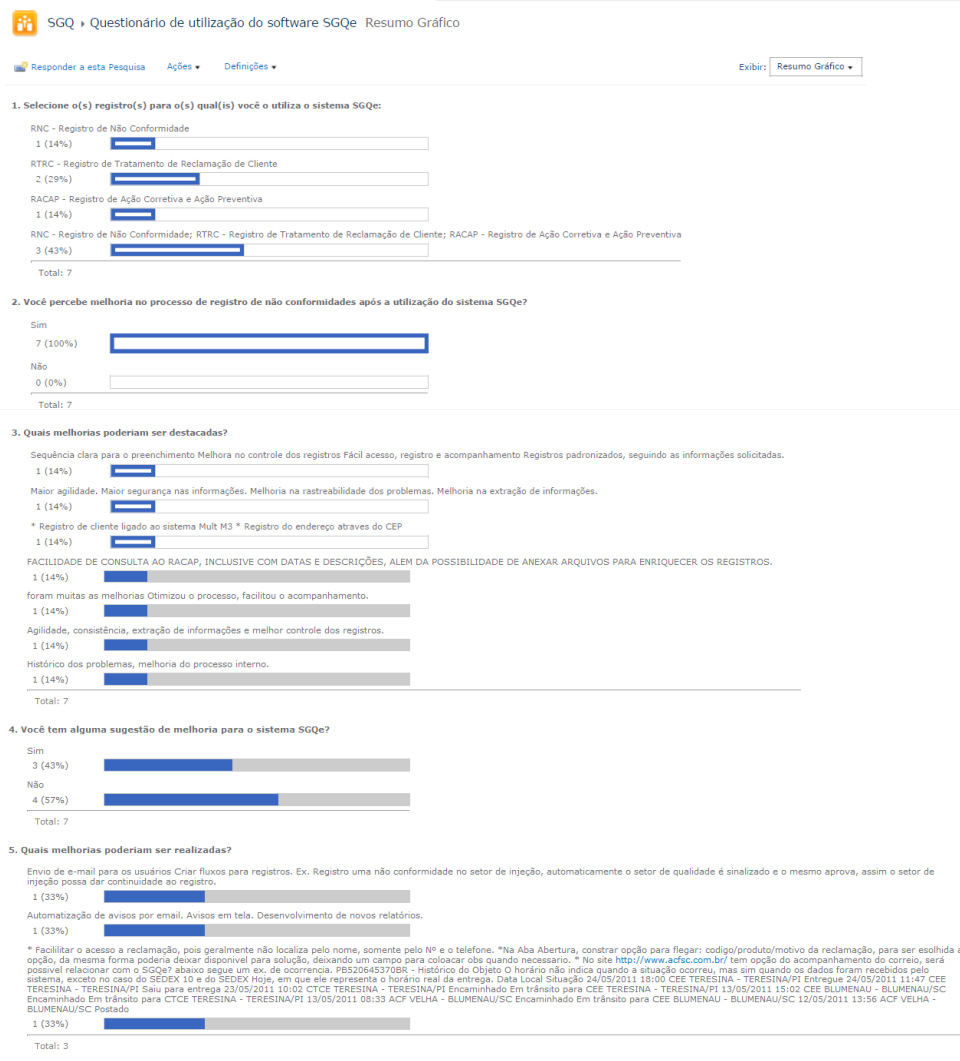 SGQ ▸ Questionário de utilização do software SGQe Resumo Gráfico
Responder a esta Pesquisa Ações ▾ Definições ▾ Exibir: Resumo Gráfico ▾
1. Selecione o(s) registro(s) para o(s) qual(is) você o utiliza o sistema SGQe:
RNC - Registro de Não Conformidade
1 (14%)
RTRC - Registro de Tratamento de Reclamação de Cliente
2 (29%)
RACAP - Registro de Ação Corretiva e Ação Preventiva
1 (14%)
RNC - Registro de Não Conformidade; RTRC - Registro de Tratamento de Reclamação de Cliente; RACAP - Registro de Ação Corretiva e Ação Preventiva
3 (43%)
Total: 7
2. Você percebe melhoria no processo de registro de não conformidades após a utilização do sistema SGQe?
Sim
7 (100%)
Não
0 (0%)
Total: 7
3. Quais melhorias poderiam ser destacadas?
Sequência clara para o preenchimento Melhora no controle dos registros Fácil acesso, registro e acompanhamento Registros padronizados, seguindo as informações solicitadas.
1 (14%)
Maior agilidade. Maior segurança nas informações. Melhoria na rastreabilidade dos problemas. Melhoria na extração de informações.
1 (14%)
* Registro de cliente ligado ao sistema Mult M3 * Registro do endereço atraves do CEP
1 (14%)
FACILIDADE DE CONSULTA AO RACAP, INCLUSIVE COM DATAS E DESCRIÇÕES, ALEM DA POSSIBILIDADE DE ANEXAR ARQUIVOS PARA ENRIQUECER OS REGISTROS.
1 (14%)
foram muitas as melhorias Otimizou o processo, facilitou o acompanhamento.
1 (14%)
Agilidade, consistência, extração de informações e melhor controle dos registros.
1 (14%)
Histórico dos problemas, melhoria do processo interno.
1 (14%)
Total: 7
4. Você tem alguma sugestão de melhoria para o sistema SGQe?
Sim
3 (43%)
Não
4 (57%)
Total: 7
5. Quais melhorias poderiam ser realizadas?
Envio de e-mail para os usuários Criar fluxos para registros. Ex. Registro uma não conformidade no setor de injeção, automaticamente o setor de qualidade é sinalizado e o mesmo aprova, assim o setor de
injeção possa dar continuidade ao registro.
1 (33%)
Automatização de avisos por email. Avisos em tela. Desenvolvimento de novos relatórios.
1 (33%)
* Facililitar o acesso a reclamação, pois geralmente não localiza pelo nome, somente pelo Nº e o telefone. *Na Aba Abertura, constrar opção para flegar: codigo/produto/motivo da reclamação, para ser escolhida a
opção, da mesma forma poderia deixar disponivel para solução, deixando um campo para coloacar obs quando necessario. * No site http://www.acfsc.com.br/ tem opção do acompanhamento do correio, será
possivel relacionar com o SGQe? abaixo segue um ex. de ocorrencia. PB520645370BR - Histórico do Objeto O horário não indica quando a situação ocorreu, mas sim quando os dados foram recebidos pelo
sistema, exceto no caso do SEDEX 10 e do SEDEX Hoje, em que ele representa o horário real da entrega. Data Local Situação 24/05/2011 18:00 CEE TERESINA - TERESINA/PI Entregue 24/05/2011 11:47 CEE
TERESINA - TERESINA/PI Saiu para entrega 23/05/2011 10:02 CTCE TERESINA - TERESINA/PI Encaminhado Em trânsito para CEE TERESINA - TERESINA/PI 13/05/2011 15:02 CEE BLUMENAU - BLUMENAU/SC
Encaminhado Em trânsito para CTCE TERESINA - TERESINA/PI 13/05/2011 08:33 ACF VELHA - BLUMENAU/SC Encaminhado Em trânsito para CEE BLUMENAU - BLUMENAU/SC 12/05/2011 13:56 ACF VELHA -
BLUMENAU/SC Postado
1 (33%)
Total: 3